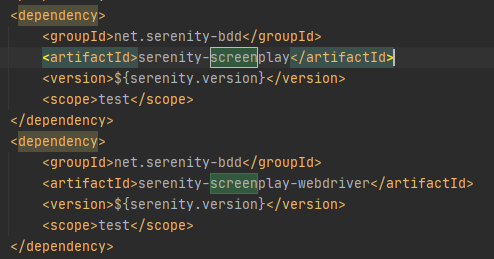 <dependency>
<groupId>net.serenity-bdd</groupId>
<artifactId>serenity-screenplay</artifactId>
<version>${serenity.version}</version>
<scope>test</scope>
</dependency>
<dependency>
<groupId>net.serenity-bdd</groupId>
<artifactId>serenity-screenplay-webdriver</artifactId>
<version>${serenity.version}</version>
<scope>test</scope>
</dependency>